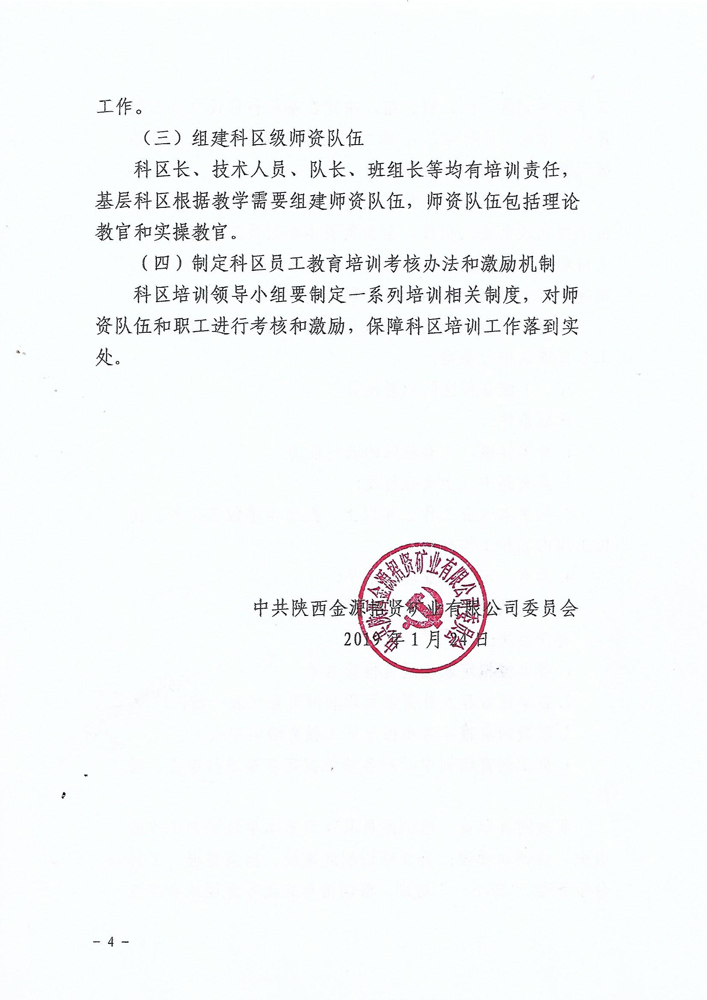 工作。
（三）组建科区级师资队伍
科区长、技术人员、队长、班组长等均有培训责任，
基层科区根据教学需要组建师资队伍，师资队伍包括理论
教官和实操教官。
（四）制定科区员工教育培训考核办法和激励机制
科区培训领导小组要制定一系列培训相关制度，对师
资队伍和职工进行考核和激励，保障科区培训工作落到实
处。
中共陕西金源招贤矿业有限公司委员会
中共陕西金源招贤矿业有限公司委员会
2019年1月24日
- 4 -